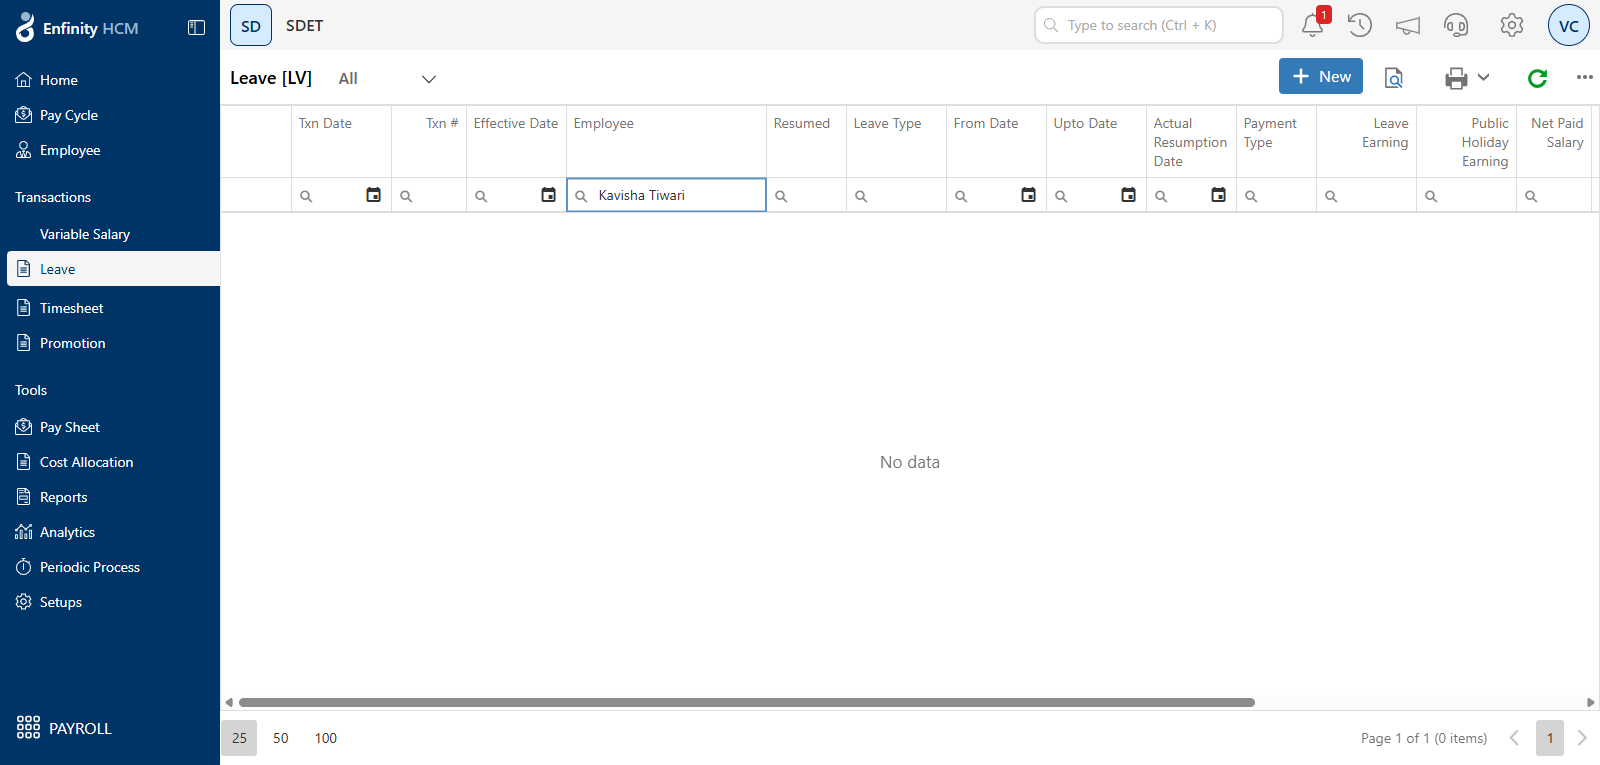 Enfinity HCM
SD SDET
Type to search (Ctrl + K)
1
VC
Home
Pay Cycle
Employee
Transactions
Variable Salary
Leave
Timesheet
Promotion
Tools
Pay Sheet
Cost Allocation
Reports
Analytics
Periodic Process
Setups
PAYROLL
Leave [LV] All
New
Txn Date
Txn #
Effective Date
Employee
Resumed
Leave Type
From Date
Upto Date
Actual
Resumption
Date
Payment
Type
Leave
Earning
Public
Holiday
Earning
Net Paid
Salary
Kavisha Tiwari
No data
25 50 100
Page 1 of 1 (0 items) 1